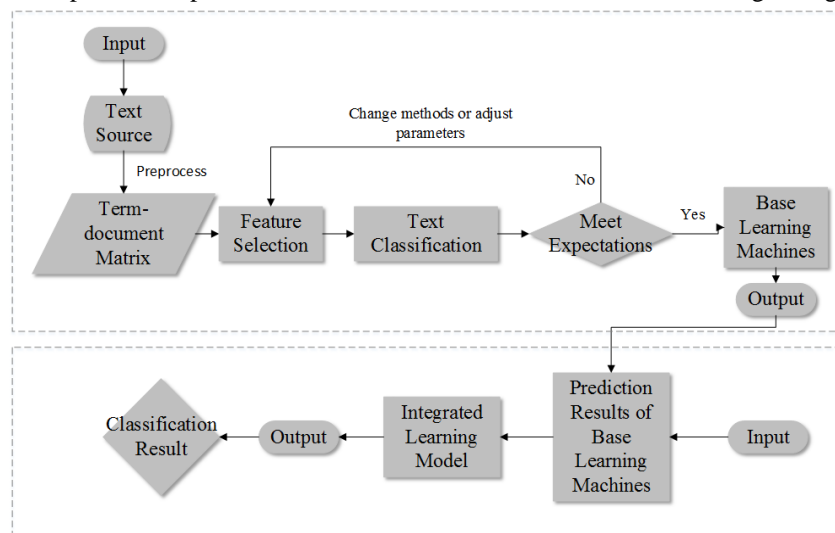 Input
Text
Source
Preprocess
Term-
document
Matrix
Feature
Selection
Text
Classification
Change methods or adjust
parameters
No
Meet
Expectations
Yes
Base
Learning
Machines
Output
Prediction
Results of
Base
Learning
Machines
Input
Integrated
Learning
Model
Output
Classification
Result